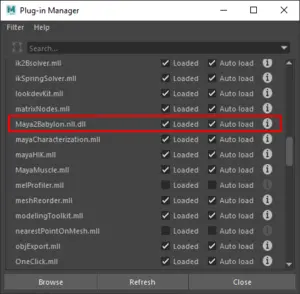 Plug-in Manager
Filter Help
Search...
ik2Bsolver.mll Loaded Auto load
ikSpringSolver.mll Loaded Auto load
lookdevKit.mll Loaded Auto load
matrixNodes.mll Loaded Auto load
Maya2Babylon.nll.dll Loaded Auto load
mayaCharacterization.mll Loaded Auto load
mayaHIK.mll Loaded Auto load
MayaMuscle.mll Loaded Auto load
melProfiler.mll Loaded Auto load
meshReorder.mll Loaded Auto load
modelingToolkit.mll Loaded Auto load
nearestPointOnMesh.mll Loaded Auto load
objExport.mll Loaded Auto load
OneClick.mll Loaded Auto load
Browse Refresh Close